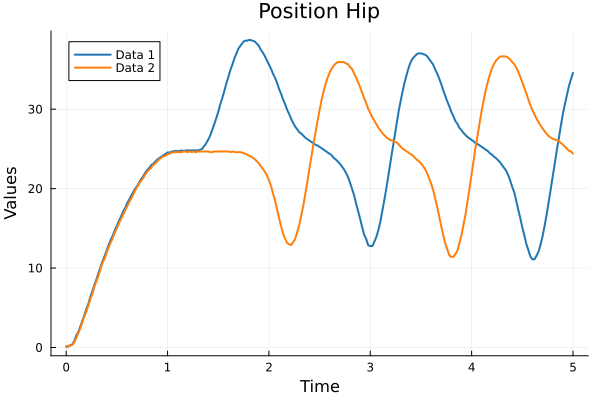 Position Hip
Data 1
Data 2
Values
30
20
10
0
0 1 2 3 4 5
Time